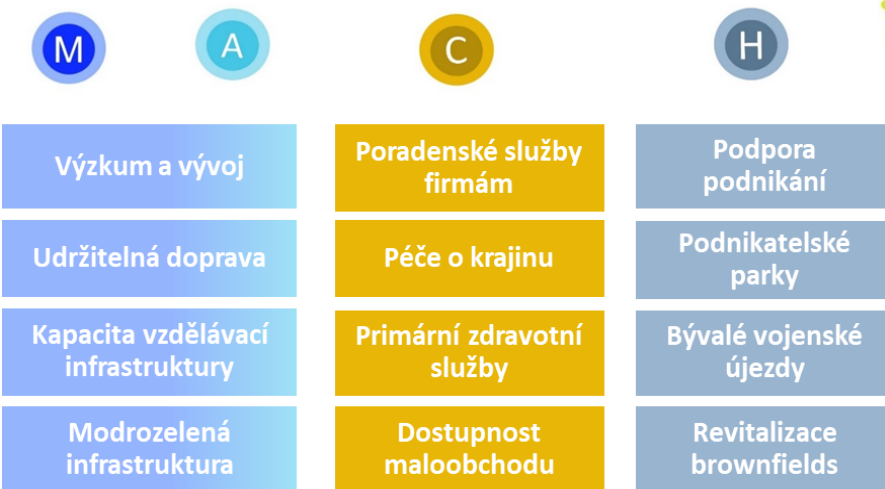 M A C H
Výzkum a vývoj
Udržitelná doprava
Kapacita vzdělávací
infrastruktury
Modrozelená
infrastruktura
Poradenské služby
firmám
Péče o krajinu
Primární zdravotní
služby
Dostupnost
maloobchodu
Podpora
podnikání
Podnikatelské
parky
Bývalé vojenské
újezdy
Revitalizace
brownfields